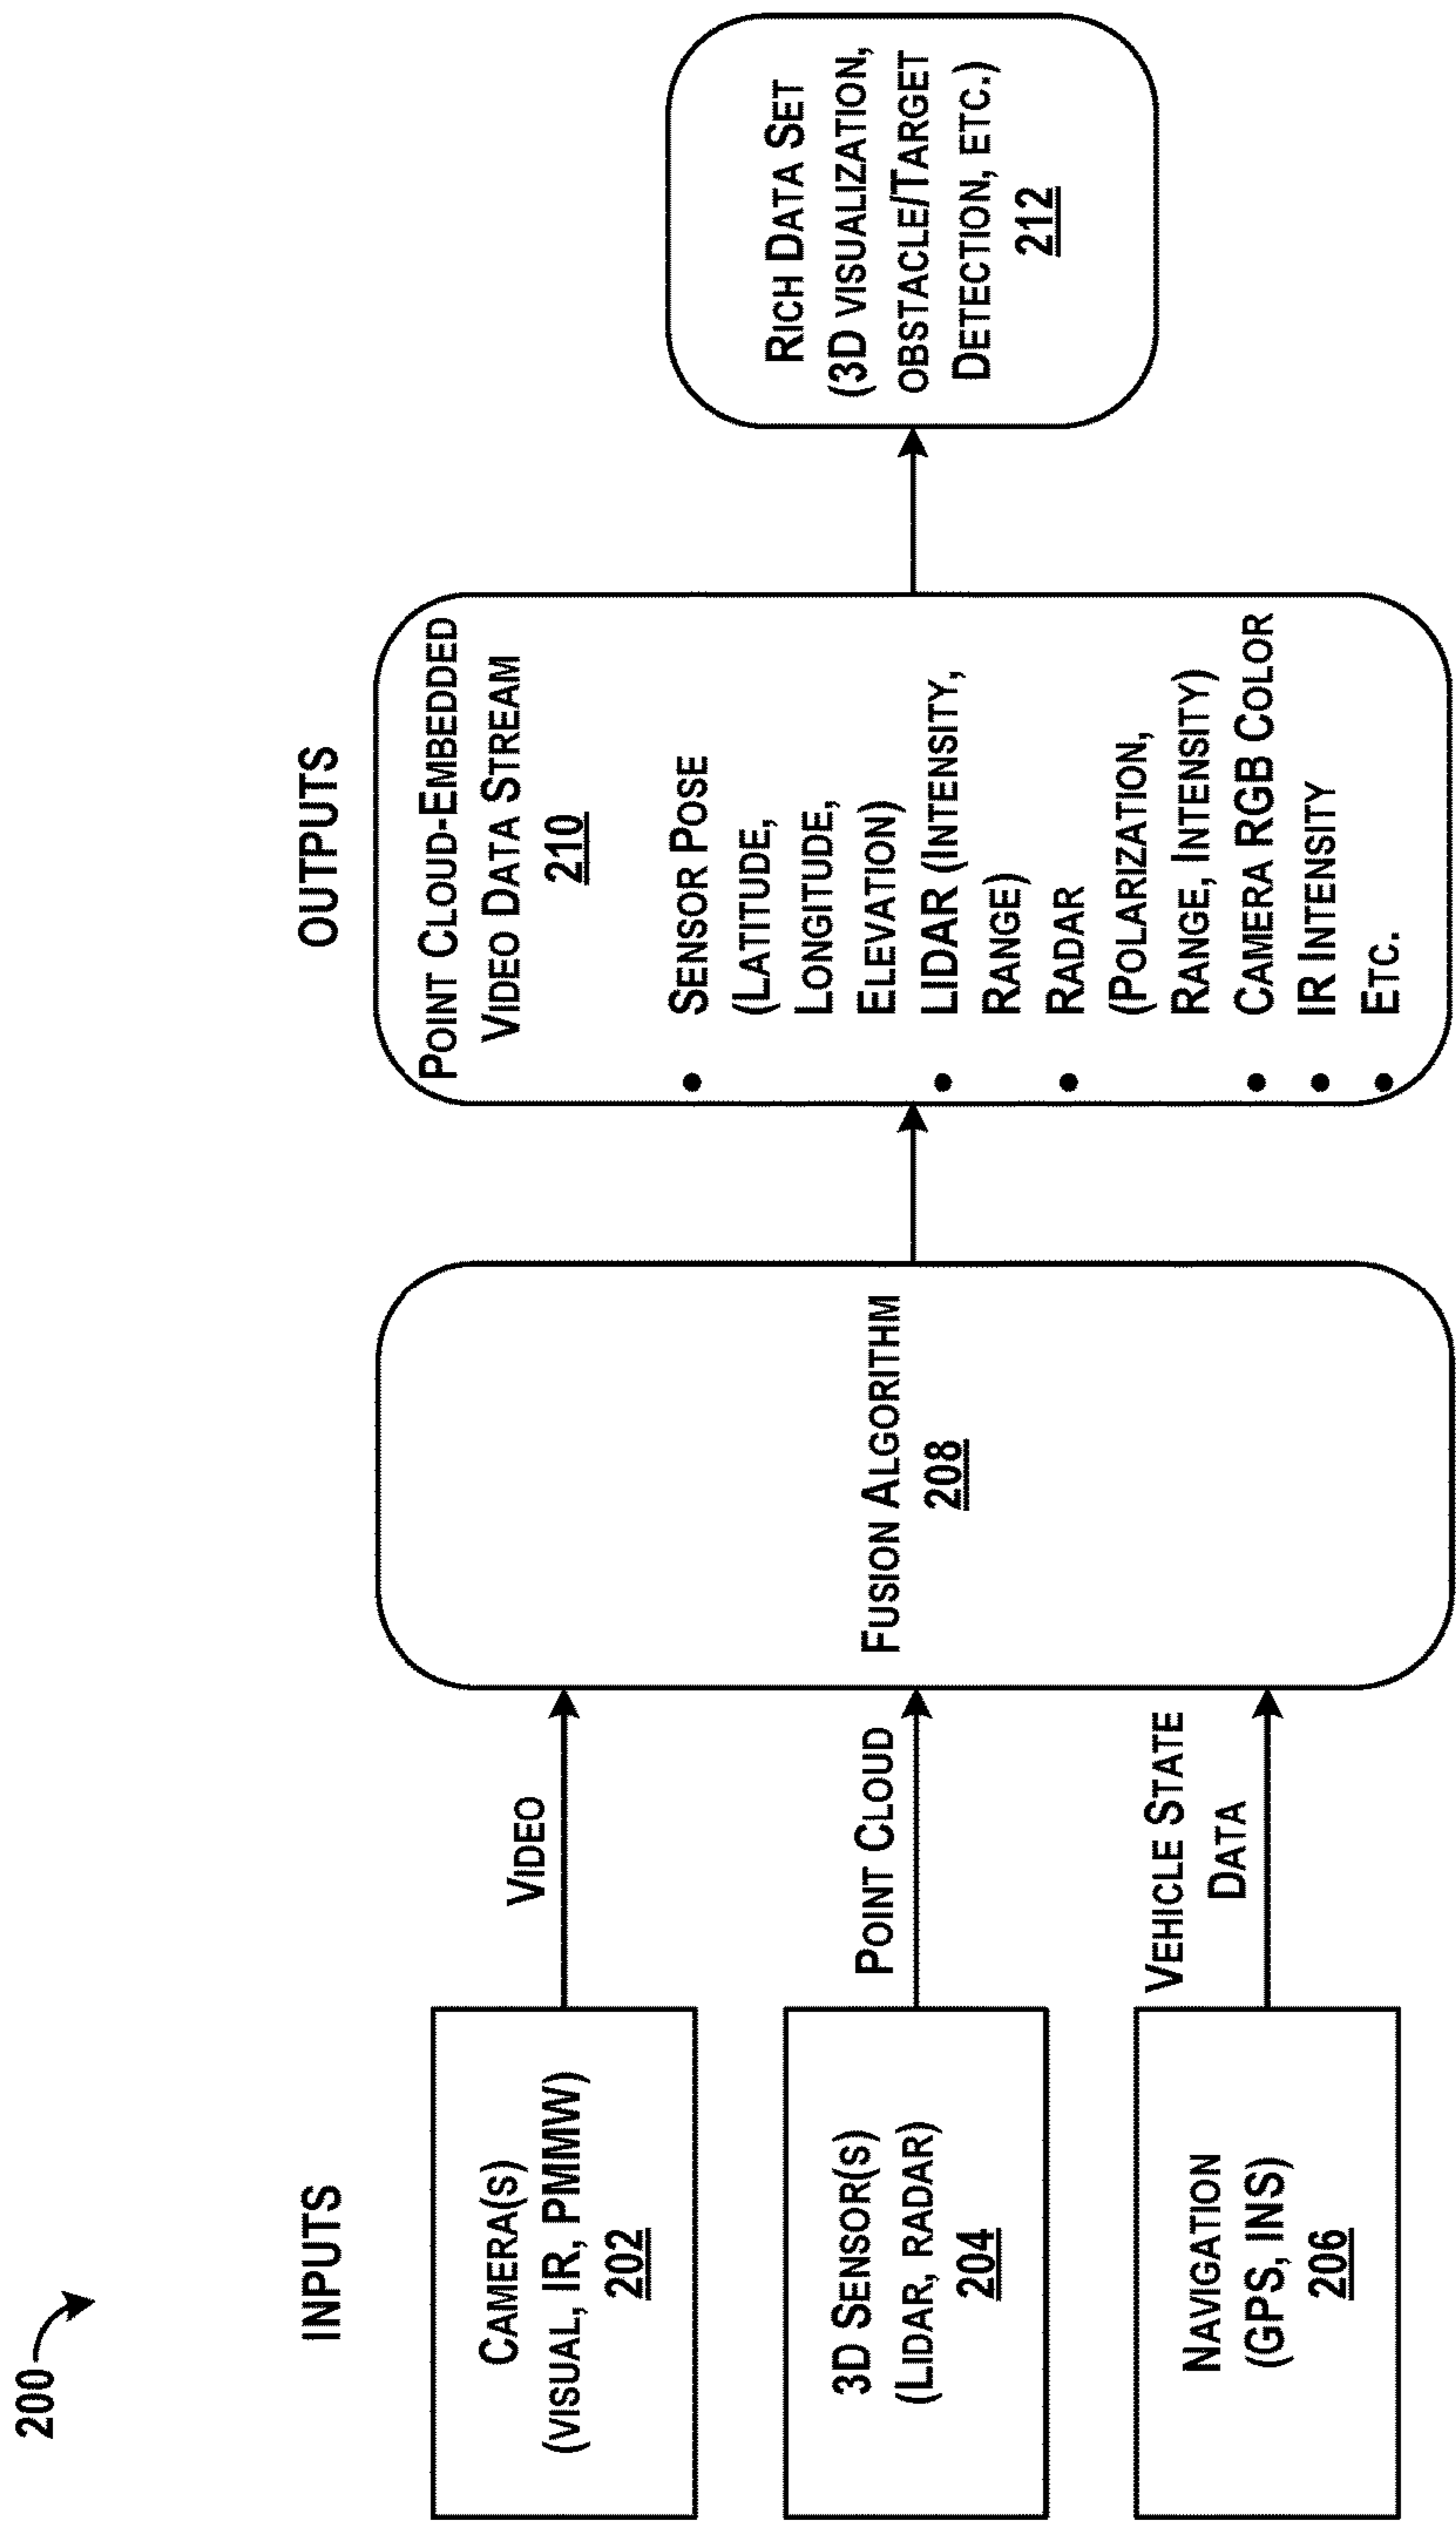 200
INPUTS
CAMERA(S)
(VISUAL, IR, PMMW)
202
3D SENSOR(S)
(LIDAR, RADAR)
204
NAVIGATION
(GPS, INS)
206
VIDEO
POINT CLOUD
VEHICLE STATE
DATA
FUSION ALGORITHM
208
OUTPUTS
POINT CLOUD-EMBEDDED
VIDEO DATA STREAM
210
• SENSOR POSE
(LATITUDE,
LONGITUDE,
ELEVATION)
• LIDAR (INTENSITY,
RANGE)
• RADAR
(POLARIZATION,
RANGE, INTENSITY)
• CAMERA RGB COLOR
• IR INTENSITY
• ETC.
RICH DATA SET
(3D VISUALIZATION,
OBSTACLE/TARGET
DETECTION, ETC.)
212